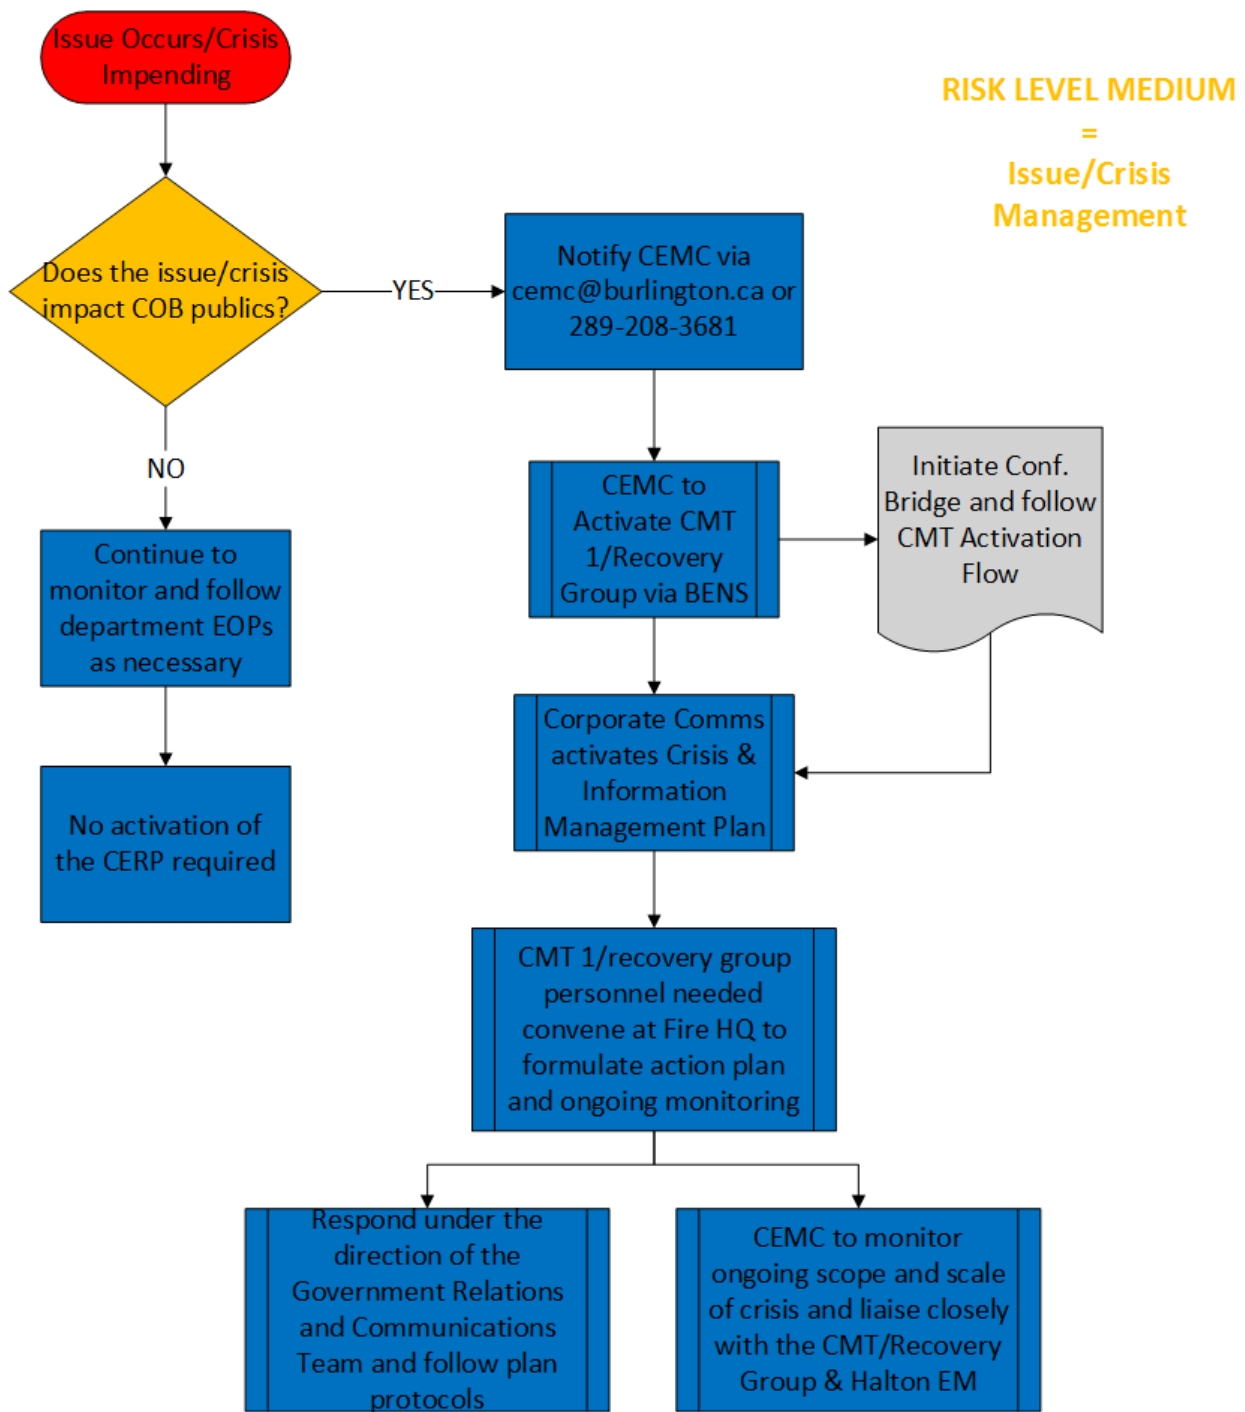 Issue Occurs/Crisis
Impending
RISK LEVEL MEDIUM
=
Issue/Crisis
Management
Does the issue/crisis
impact COB publics?
YES
Notify CEMC via
cemc@burlington.ca or
289-208-3681
NO
Continue to
monitor and follow
department EOPs
as necessary
No activation of
the CERP required
CEMC to
Activate CMT
1/Recovery
Group via BENS
Initiate Conf.
Bridge and follow
CMT Activation
Flow
Corporate Comms
activates Crisis &
Information
Management Plan
CMT 1/recovery group
personnel needed
convene at Fire HQ to
formulate action plan
and ongoing monitoring
Respond under the
direction of the
Government Relations
and Communications
Team and follow plan
protocols
CEMC to monitor
ongoing scope and scale
of crisis and liaise closely
with the CMT/Recovery
Group & Halton EM